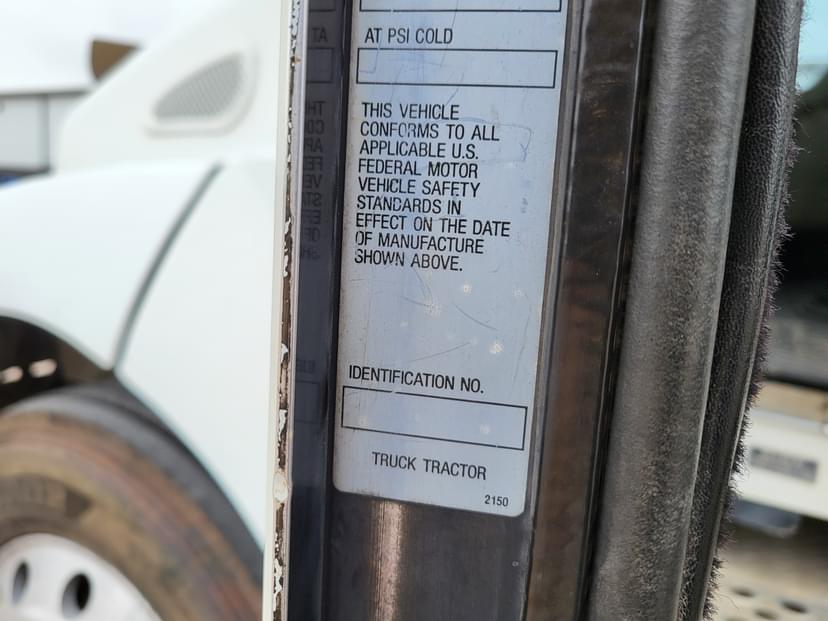 AT PSI COLD
THIS VEHICLE
CONFORMS TO ALL
APPLICABLE U.S.
FEDERAL MOTOR
VEHICLE SAFETY
STANDARDS IN
EFFECT ON THE DATE
OF MANUFACTURE
SHOWN ABOVE.
IDENTIFICATION NO.
TRUCK TRACTOR
2150